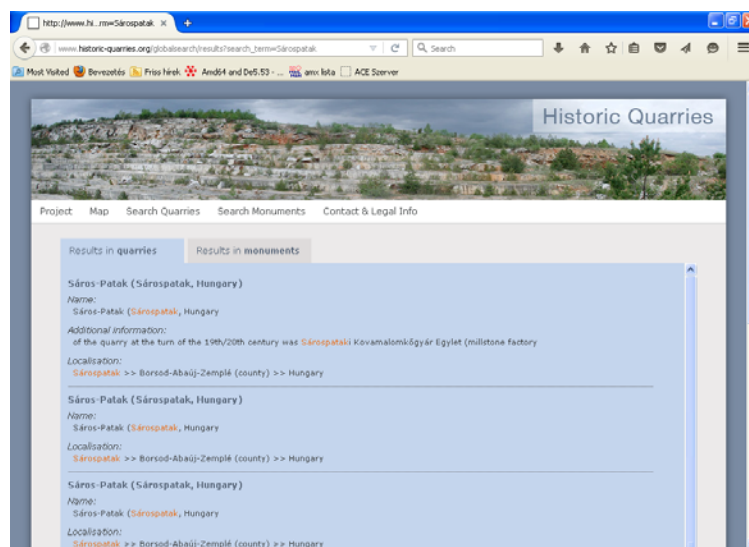 http://www.hi...rm=Sárospatak
www.historic-quarries.org/globalsearch/results?search_term=Sárospatak
Search
Most Visited Bevezetés Friss hírek Amd64 and De5.53 - ... amx lista ACE Szerver
Historic Quarries
Project Map Search Quarries Search Monuments Contact & Legal Info
Results in quarries Results in monuments
Sáros-Patak (Sárospatak, Hungary)
Name:
Sáros-Patak (Sárospatak, Hungary
Additional information:
of the quarry at the turn of the 19th/20th century was Sárospataki Kovamalomkőgyár Egylet (millstone factory
Localisation:
Sárospatak >> Borsod-Abaúj-Zemplé (county) >> Hungary
Sáros-Patak (Sárospatak, Hungary)
Name:
Sáros-Patak (Sárospatak, Hungary
Localisation:
Sárospatak >> Borsod-Abaúj-Zemplé (county) >> Hungary
Sáros-Patak (Sárospatak, Hungary)
Name:
Sáros-Patak (Sárospatak, Hungary
Localisation:
Sárospatak >> Borsod-Abaúj-Zemplé (county) >> Hungary